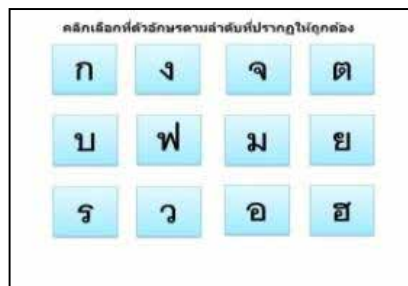 คลิกเลือกที่ตัวอักษรตามลำดับที่ปรากฏให้ถูกต้อง
ก ง จ ต
บ ฟ ม ย
ร ว อ ฮ